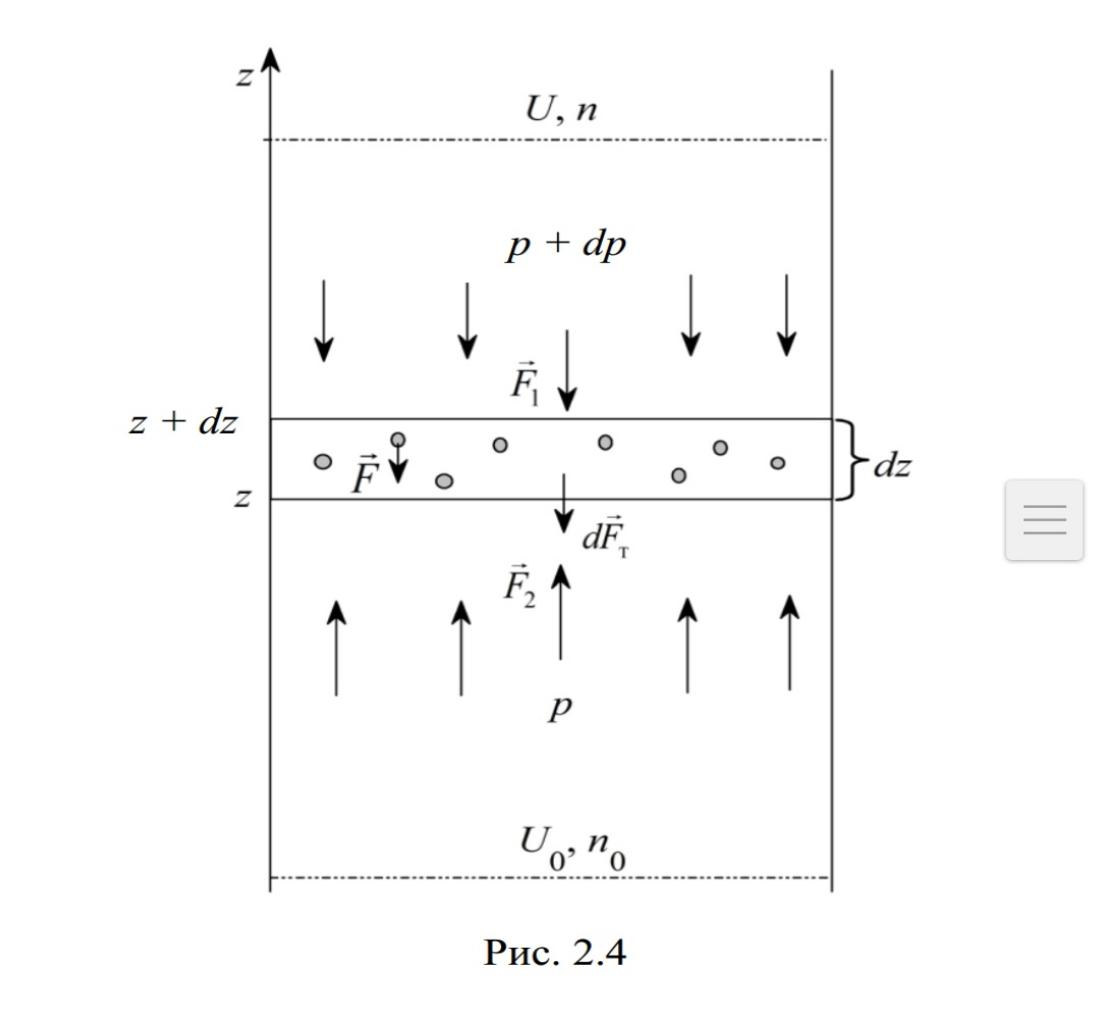 z
U, n
p + dp
F⃗₁
z + dz
F⃗
dz
z
dF⃗ₜ
F⃗₂
p
U₀, n₀
Рис. 2.4